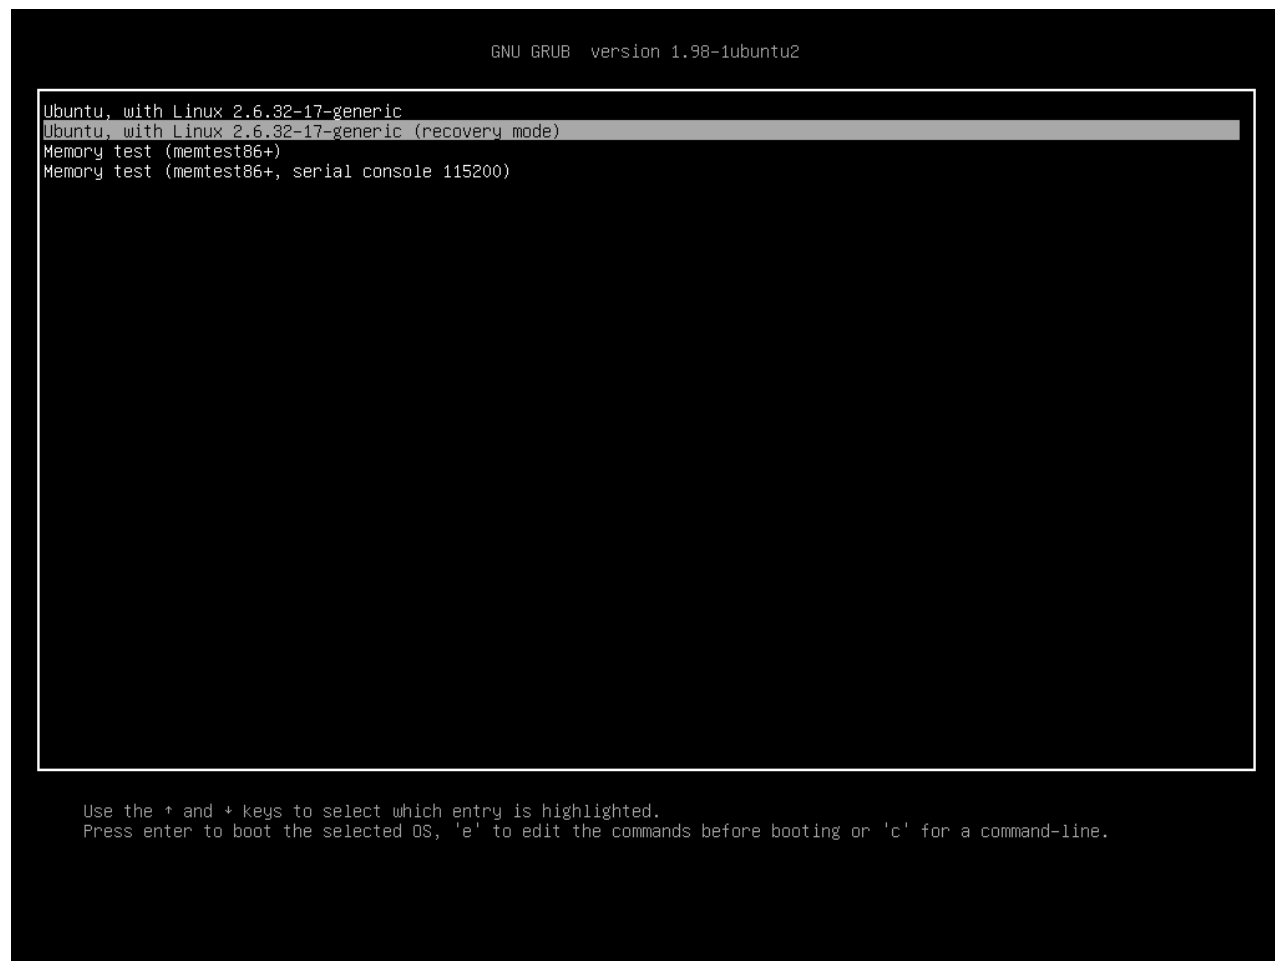 GNU GRUB  version 1.98-1ubuntu2
Ubuntu, with Linux 2.6.32-17-generic
Ubuntu, with Linux 2.6.32-17-generic (recovery mode)
Memory test (memtest86+)
Memory test (memtest86+, serial console 115200)
Use the ↑ and ↓ keys to select which entry is highlighted.
Press enter to boot the selected OS, 'e' to edit the commands before booting or 'c' for a command-line.